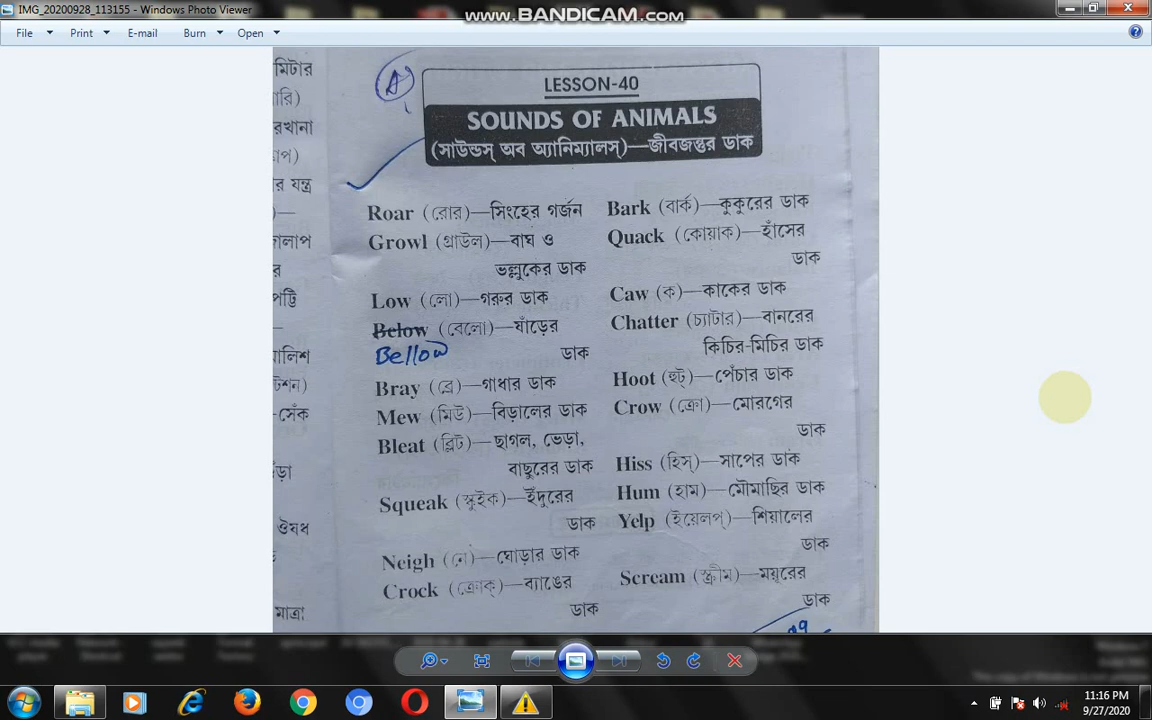 IMG_20200928_113155 - Windows Photo Viewer
www.BANDICAM.com
File Print E-mail Burn Open
LESSON-40
SOUNDS OF ANIMALS
(সাউন্ডস্ অব অ্যানিম্যালস্)—জীবজন্তুর ডাক
Roar (রোর)—সিংহের গর্জন
Growl (গ্রাউল)—বাঘ ও
ভল্লুকের ডাক
Low (লো)—গরুর ডাক
Below (বেলো)—ষাঁড়ের
Bellow ডাক
Bray (ব্রে)—গাধার ডাক
Mew (মিউ)—বিড়ালের ডাক
Bleat (ব্লিট)—ছাগল, ভেড়া,
বাছুরের ডাক
Squeak (স্কুইক)—ইঁদুরের
ডাক
Neigh (নে)—ঘোড়ার ডাক
Crock (ক্রোক্)—ব্যাঙের
ডাক
Bark (বার্ক)—কুকুরের ডাক
Quack (কোয়াক)—হাঁসের
ডাক
Caw (ক)—কাকের ডাক
Chatter (চ্যাটার)—বানরের
কিচির-মিচির ডাক
Hoot (হুট্)—পেঁচার ডাক
Crow (ক্রো)—মোরগের
ডাক
Hiss (হিস্)—সাপের ডাক
Hum (হাম)—মৌমাছির ডাক
Yelp (ইয়েলপ্)—শিয়ালের
ডাক
Scream (স্ক্রীম)—ময়ূরের
ডাক
মিটার
রখানা
র যন্ত্র
ঔষধ
মাত্রা
11:16 PM
9/27/2020